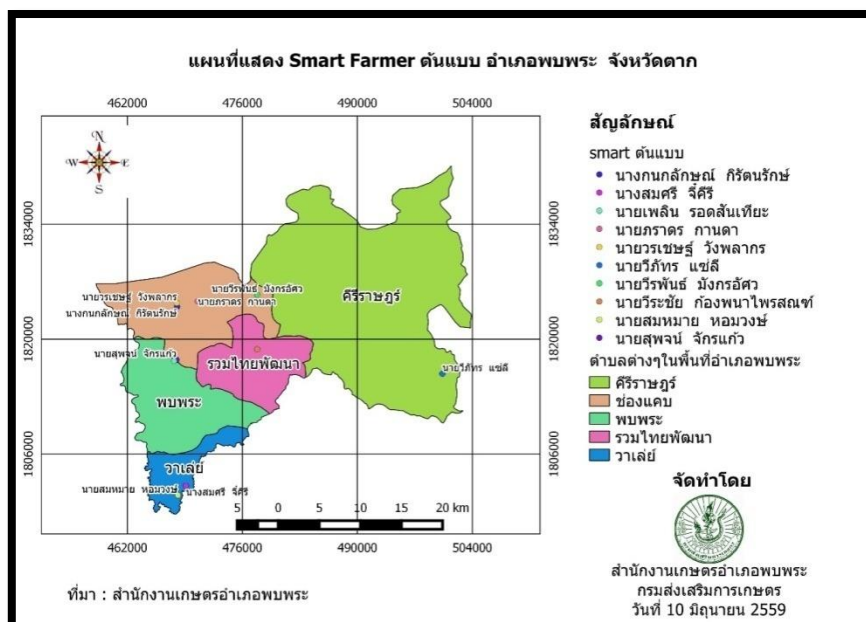 แผนที่แสดง Smart Farmer ต้นแบบ อำเภอพบพระ จังหวัดตาก
462000 476000 490000 504000
N
W E
S
1834000 1834000
1820000 1820000
1806000 1806000
คีรีราษฎร์
นายวีรพันธ์ มังกรอัศว
นายวรเชษฐ์ วังพลากร
นายภราดร กานดา
นางกนกลักษณ์ กิรัตนรักษ์
นายสุพจน์ จักรแก้ว
รวมไทยพัฒนา
นายวีภัทร แซ่ลี
พบพระ
วาเล่ย์
นายสมหมาย หอมวงษ์
นางสมศรี จี๋คีรี
5 0 5 10 15 20 km
462000 476000 490000 504000
ที่มา : สำนักงานเกษตรอำเภอพบพระ
สัญลักษณ์
smart ต้นแบบ
นางกนกลักษณ์ กิรัตนรักษ์
นางสมศรี จี๋คีรี
นายเพลิน รอดสันเทียะ
นายภราดร กานดา
นายวรเชษฐ์ วังพลากร
นายวีภัทร แซ่ลี
นายวีรพันธ์ มังกรอัศว
นายวีระชัย ก้องพนาไพรสณฑ์
นายสมหมาย หอมวงษ์
นายสุพจน์ จักรแก้ว
ตำบลต่างๆในพื้นที่อำเภอพบพระ
คีรีราษฎร์
ช่องแคบ
พบพระ
รวมไทยพัฒนา
วาเล่ย์
จัดทำโดย
สำนักงานเกษตรอำเภอพบพระ
กรมส่งเสริมการเกษตร
วันที่ 10 มิถุนายน 2559